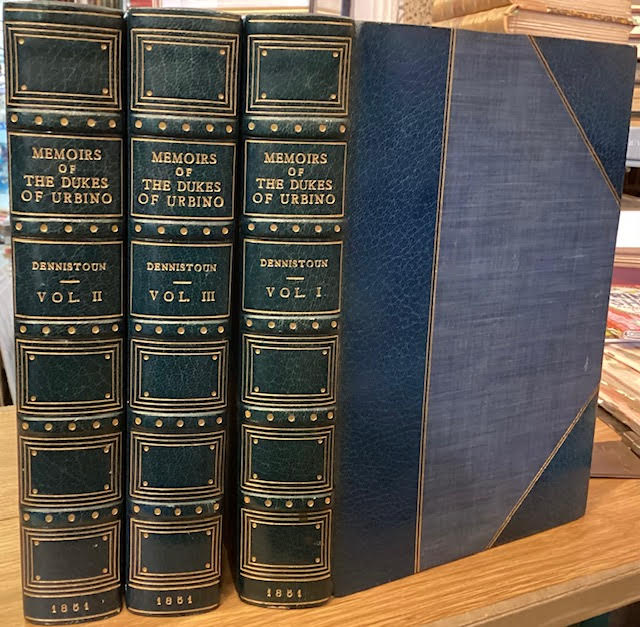 MEMOIRS
OF
THE DUKES
OF URBINO
DENNISTOUN
VOL. II
1851
MEMOIRS
OF
THE DUKES
OF URBINO
DENNISTOUN
VOL. III
1851
MEMOIRS
OF
THE DUKES
OF URBINO
DENNISTOUN
VOL. I
1851